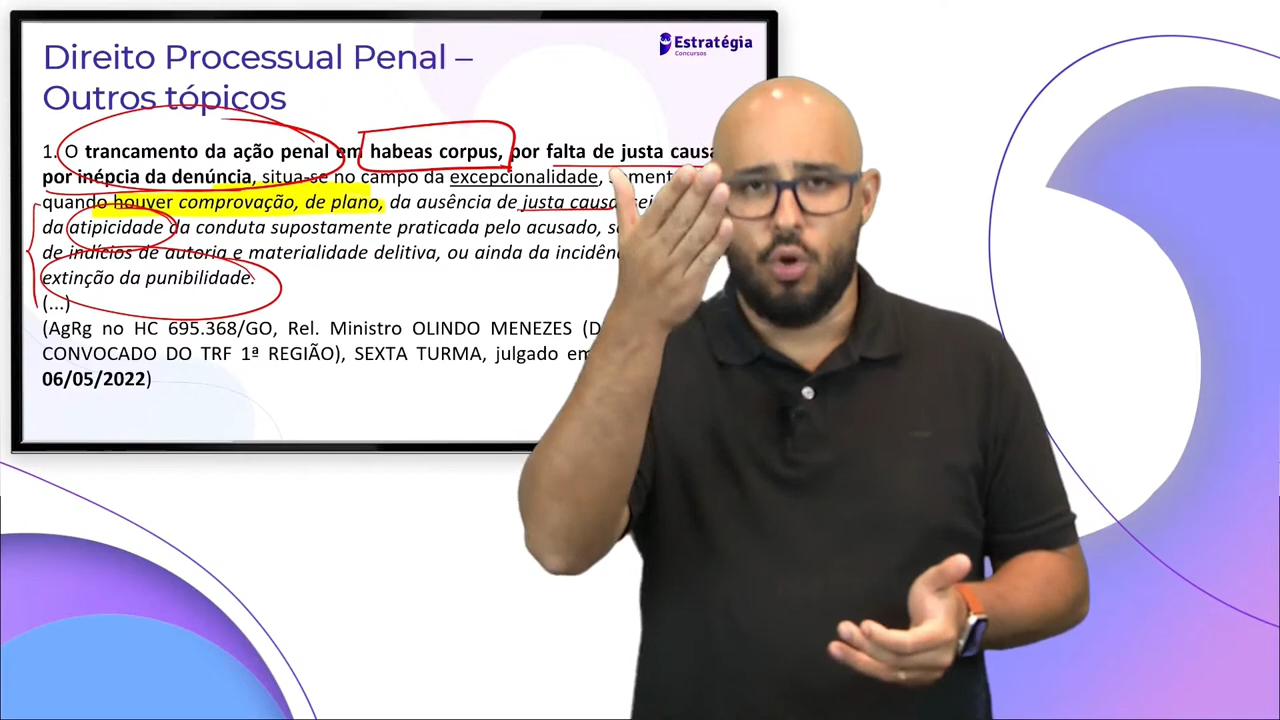 Direito Processual Penal –
Outros tópicos
Estratégia
Concursos
1. O trancamento da ação penal em habeas corpus, por falta de justa causa
por inépcia da denúncia, situa-se no campo da excepcionalidade,
quando houver comprovação, de plano, da ausência de justa causa
da atipicidade da conduta supostamente praticada pelo acusado,
de indícios de autoria e materialidade delitiva, ou ainda da
extinção da punibilidade.
(...)
(AgRg no HC 695.368/GO, Rel. Ministro OLINDO MENEZES
CONVOCADO DO TRF 1ª REGIÃO), SEXTA TURMA, julgado em
06/05/2022)